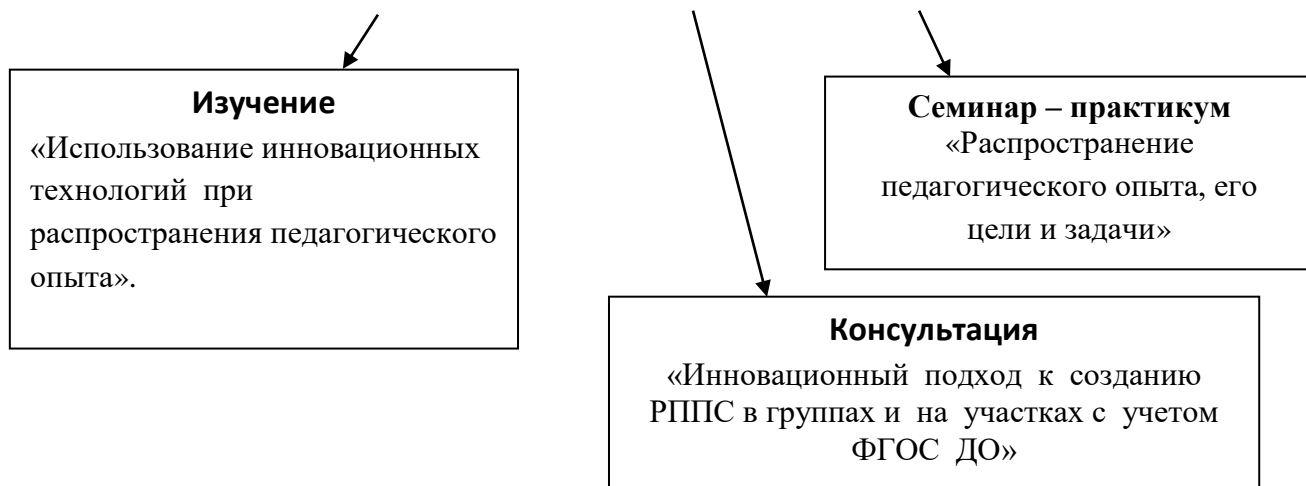 Изучение
«Использование инновационных
технологий при
распространения педагогического
опыта».
Семинар – практикум
«Распространение
педагогического опыта, его
цели и задачи»
Консультация
«Инновационный подход к созданию
РППС в группах и на участках с учетом
ФГОС ДО»